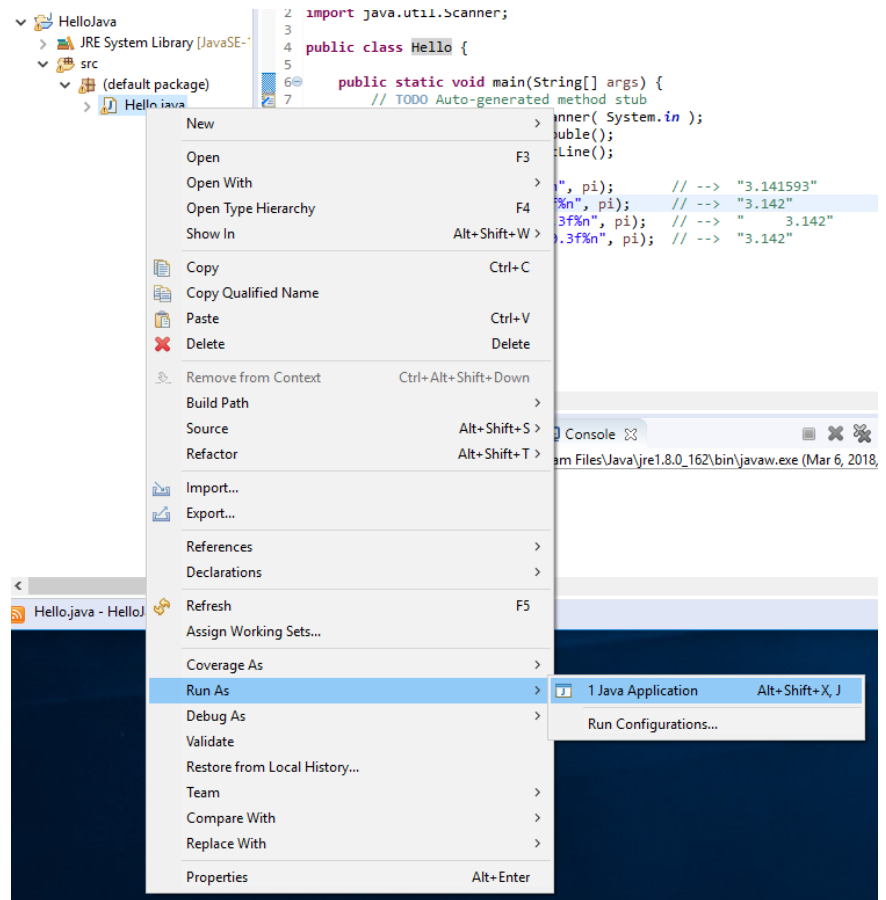 HelloJava
JRE System Library [JavaSE-
src
(default package)
Hello.java
2 import java.util.Scanner;
3
4 public class Hello {
5
6 public static void main(String[] args) {
7 // TODO Auto-generated method stub
anner( System.in );
uble();
Line();
", pi); // --> "3.141593"
%n", pi); // --> "3.142"
.3f%n", pi); // --> "     3.142"
.3f%n", pi); // --> "3.142"
New
Open F3
Open With
Open Type Hierarchy F4
Show In Alt+Shift+W
Copy Ctrl+C
Copy Qualified Name
Paste Ctrl+V
Delete Delete
Remove from Context Ctrl+Alt+Shift+Down
Build Path
Source Alt+Shift+S
Refactor Alt+Shift+T
Import...
Export...
References
Declarations
Refresh F5
Assign Working Sets...
Coverage As
Run As
Debug As
Validate
Restore from Local History...
Team
Compare With
Replace With
Properties Alt+Enter
1 Java Application Alt+Shift+X, J
Run Configurations...
Console
am Files\Java\jre1.8.0_162\bin\javaw.exe (Mar 6, 2018,
Hello.java - HelloJ